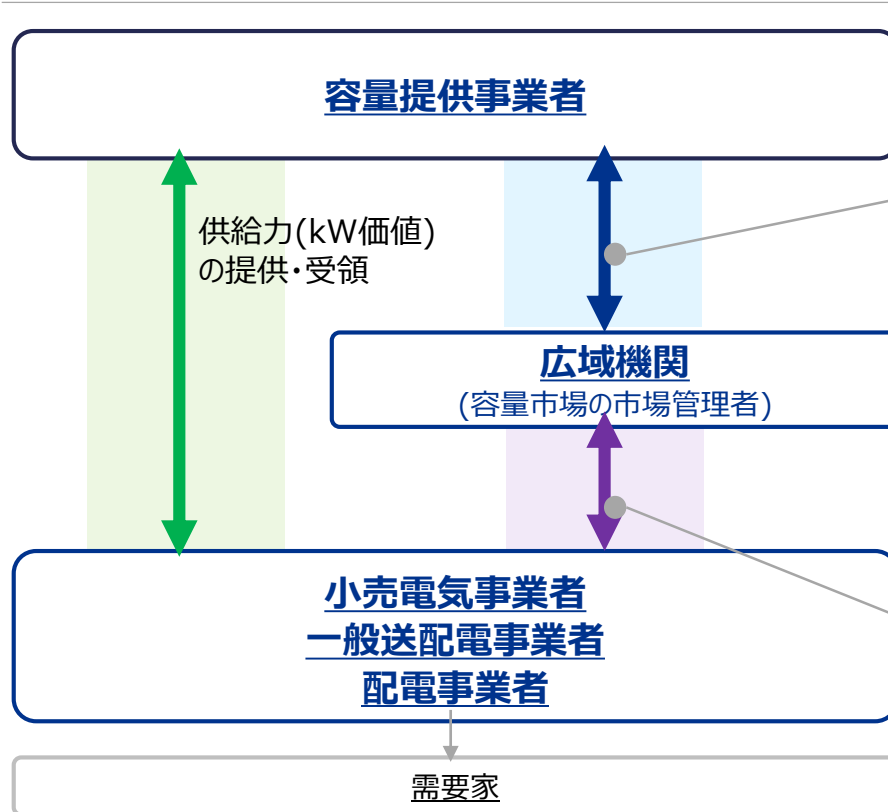 容量提供事業者
供給力(kW価値)
の提供・受領
広域機関
(容量市場の市場管理者)
小売電気事業者
一般送配電事業者
配電事業者
需要家